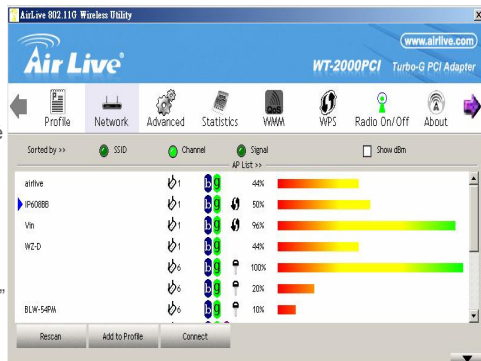 AirLive 802.11G Wireless Utility
www.airlive.com
Air Live®
WT-2000PCI Turbo-G PCI Adapter
Profile Network Advanced Statistics QoS WMM WPS Radio On/Off About
Sorted by >> SSID Channel Signal Show dBm
AP List >>
airlive 1 b g 44%
IP608BB 1 b g 50%
Vin 1 b g 96%
WZ-D 1 b g 44%
6 b g 100%
6 b g 20%
BLW-54PM 6 b g 10%
Rescan Add to Profile Connect
e
”